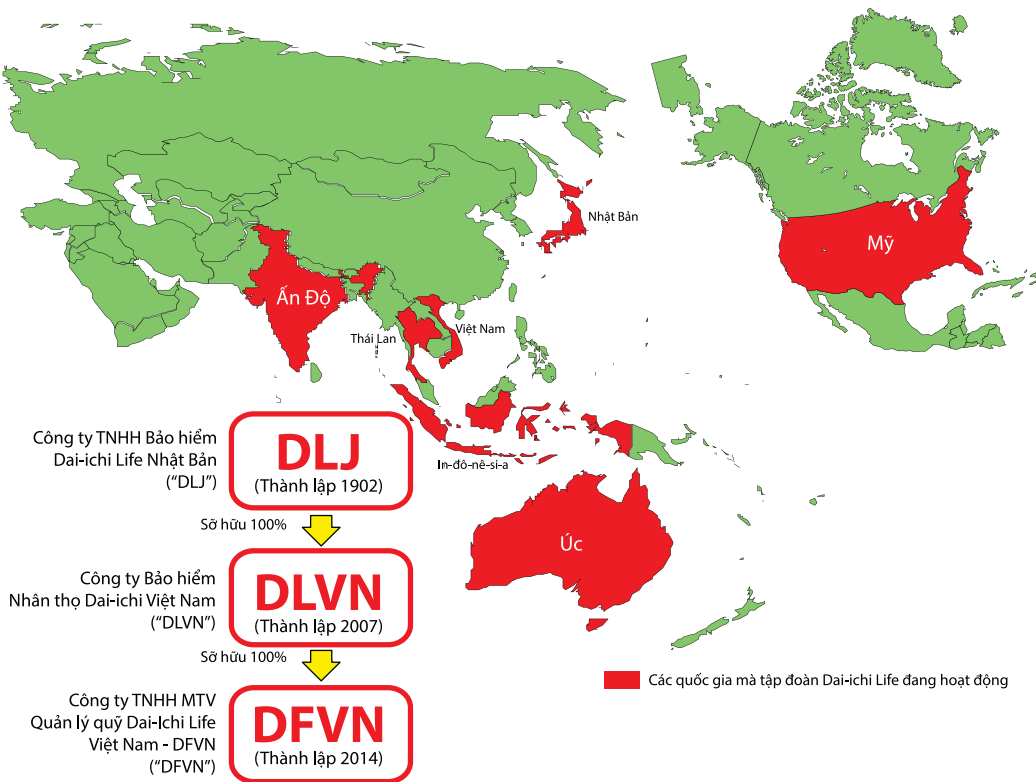 Nhật Bản
Mỹ
Ấn Độ
Việt Nam
Thái Lan
In-đô-nê-si-a
Úc
Công ty TNHH Bảo hiểm
Dai-ichi Life Nhật Bản
("DLJ")
DLJ
(Thành lập 1902)
Sỡ hữu 100%
Công ty Bảo hiểm
Nhân thọ Dai-ichi Việt Nam
("DLVN")
DLVN
(Thành lập 2007)
Sỡ hữu 100%
Công ty TNHH MTV
Quản lý quỹ Dai-Ichi Life
Việt Nam - DFVN
("DFVN")
DFVN
(Thành lập 2014)
Các quốc gia mà tập đoàn Dai-ichi Life đang hoạt động